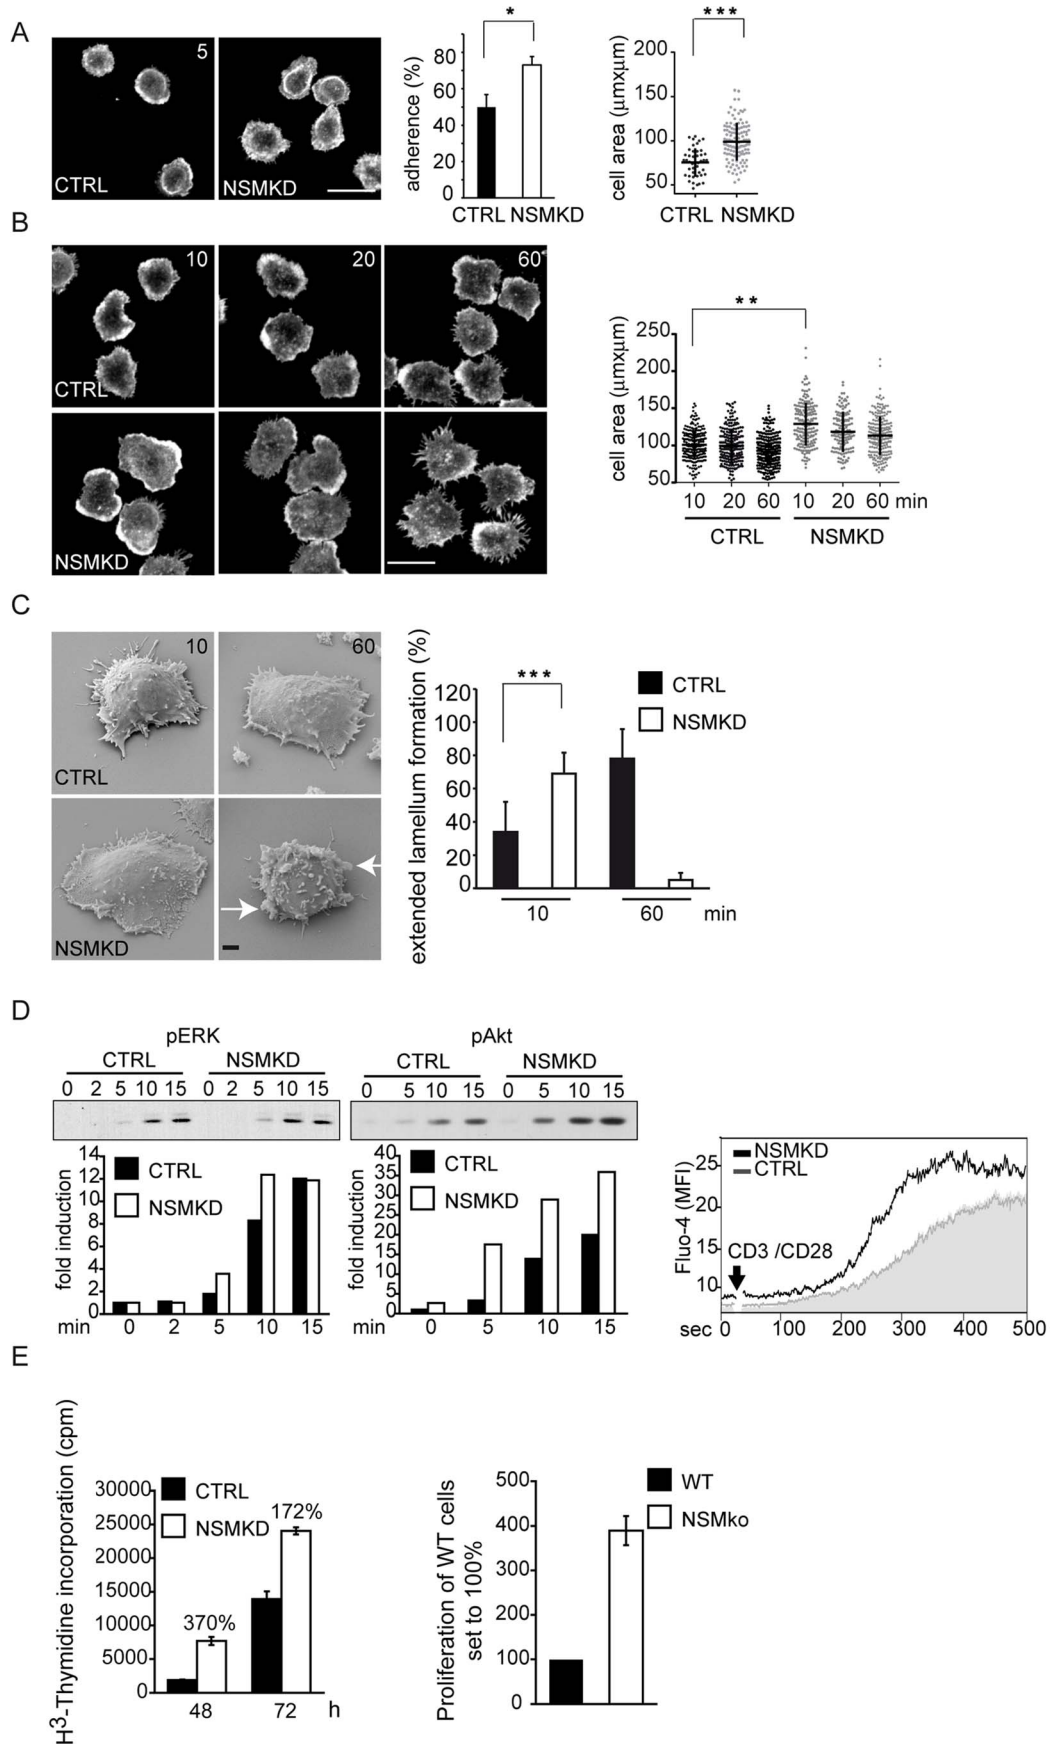 A
5
CTRL
NSMKD
adherence (%)
80
60
40
20
0
*
CTRL NSMKD
cell area (µmxµm)
200
150
100
50
***
CTRL
NSMKD
B
10
20
60
CTRL
NSMKD
cell area (µmxµm)
250
200
150
100
50
**
10 20 60 10 20 60 min
CTRL NSMKD
C
10
60
CTRL
NSMKD
extended lamellum formation (%)
120
100
80
60
40
20
0
***
CTRL
NSMKD
10 60 min
D
pERK
CTRL NSMKD
0 2 5 10 15 0 2 5 10 15
fold induction
14
12
10
8
6
4
2
0
CTRL
NSMKD
min 0 2 5 10 15
pAkt
CTRL NSMKD
0 5 10 15 0 5 10 15
fold induction
40
35
30
25
20
15
10
5
0
CTRL
NSMKD
min 0 5 10 15
NSMKD
CTRL
Fluo-4 (MFI)
25
20
15
10
CD3 /CD28
sec 0 100 200 300 400 500
E
H3-Thymidine incorporation (cpm)
30000
25000
20000
15000
10000
5000
0
CTRL
NSMKD
370%
172%
48 72 h
Proliferation of WT cells
set to 100%
500
400
300
200
100
0
WT
NSMko